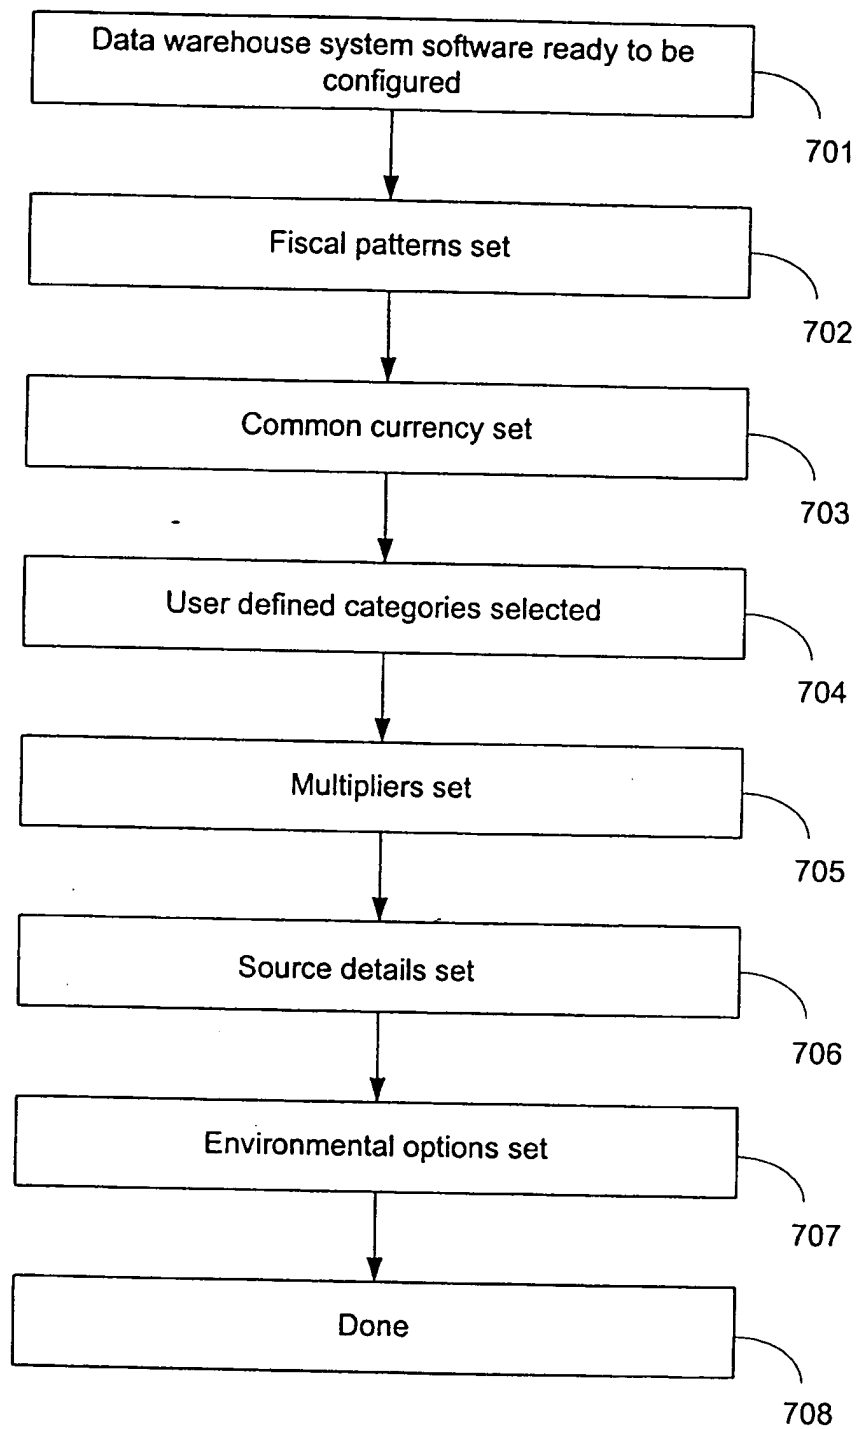 Data warehouse system software ready to be
configured
701
Fiscal patterns set
702
Common currency set
703
User defined categories selected
704
Multipliers set
705
Source details set
706
Environmental options set
707
Done
708